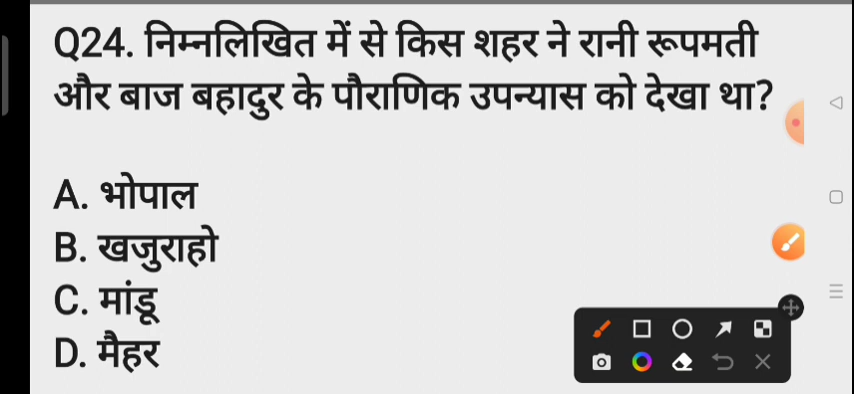 Q24. निम्नलिखित में से किस शहर ने रानी रूपमती
और बाज बहादुर के पौराणिक उपन्यास को देखा था?
A. भोपाल
B. खजुराहो
C. मांडू
D. मैहर